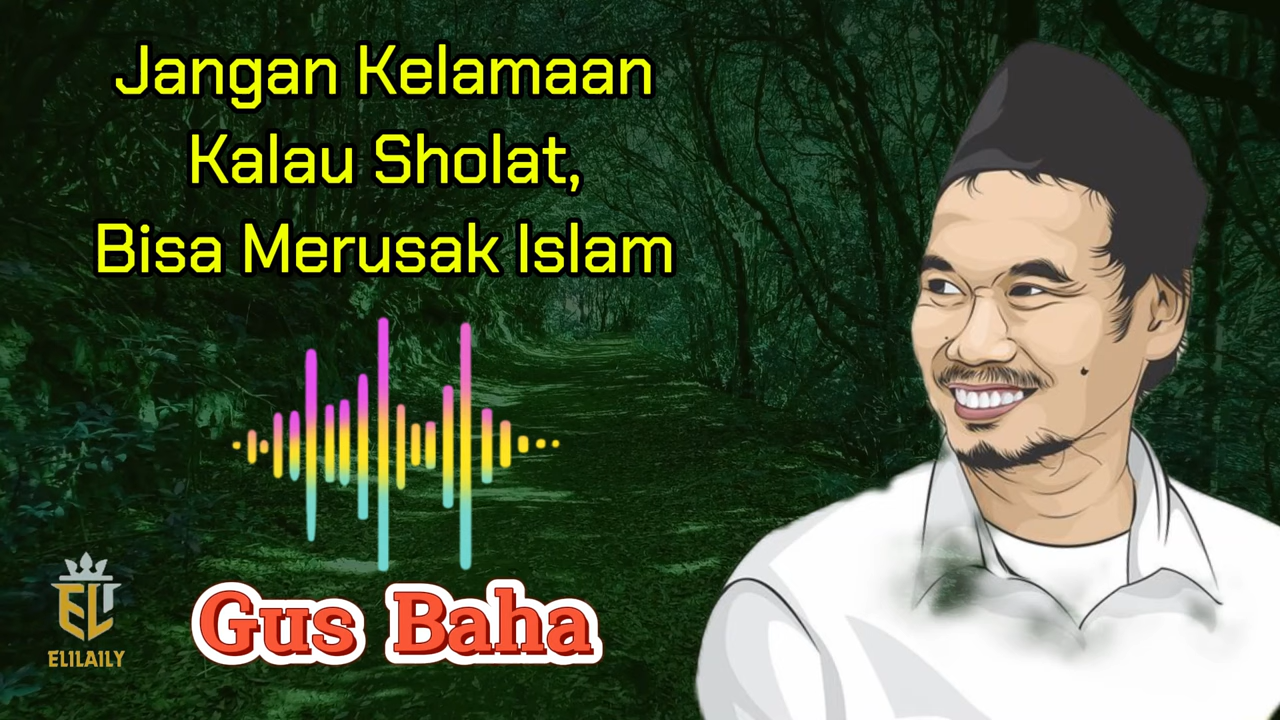 Jangan Kelamaan
Kalau Sholat,
Bisa Merusak Islam
Gus Baha
EL
ELILAILY